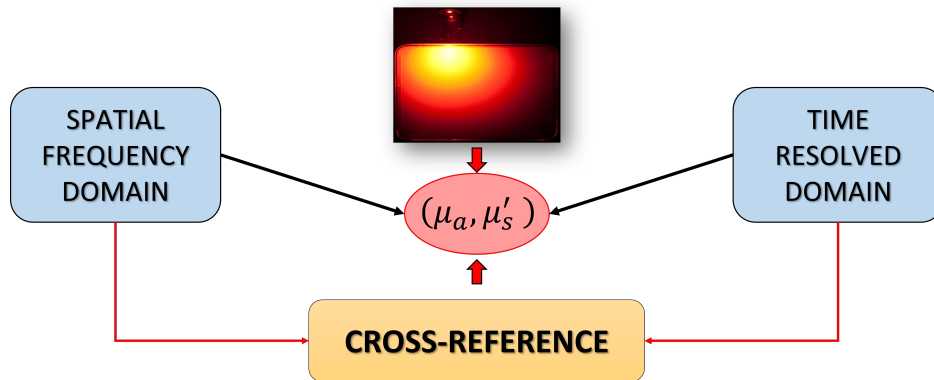 SPATIAL
FREQUENCY
DOMAIN
TIME
RESOLVED
DOMAIN
(μₐ, μₛ′)
CROSS-REFERENCE